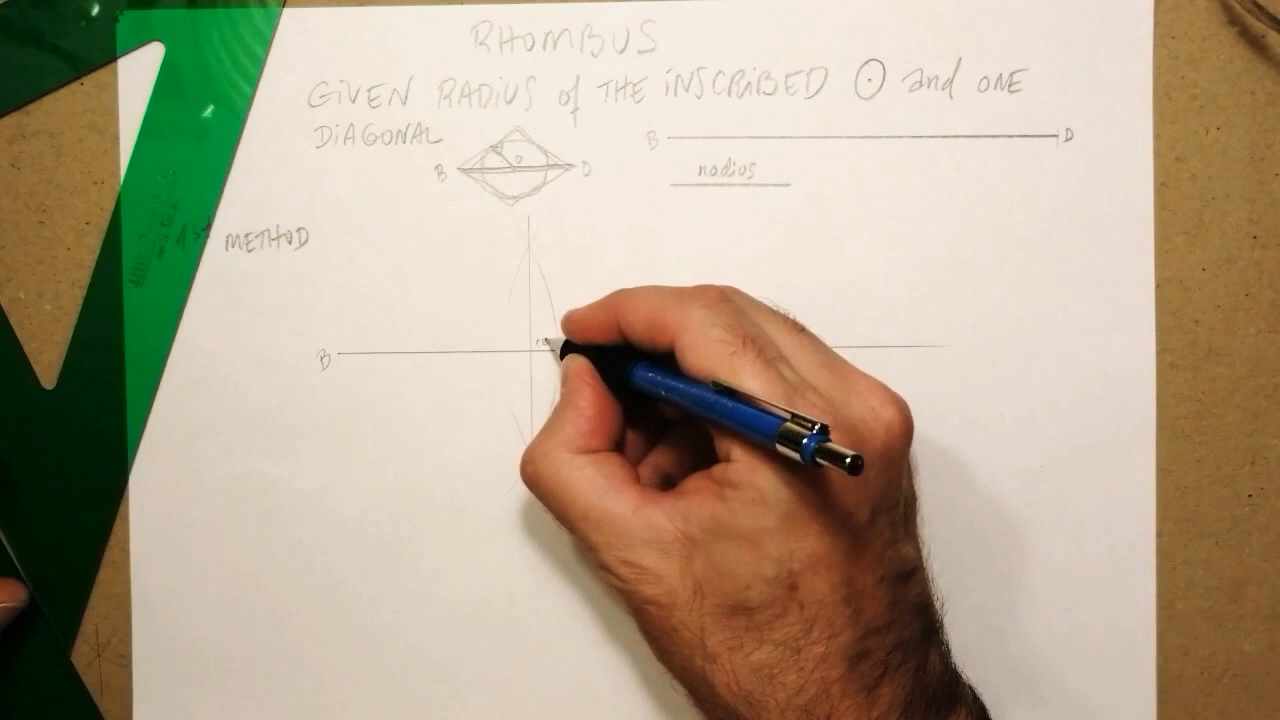 RHOMBUS
GIVEN RADIUS of THE INSCRIBED ⊙ and ONE
DIAGONAL
B D
radius
B O D
1st METHOD
B